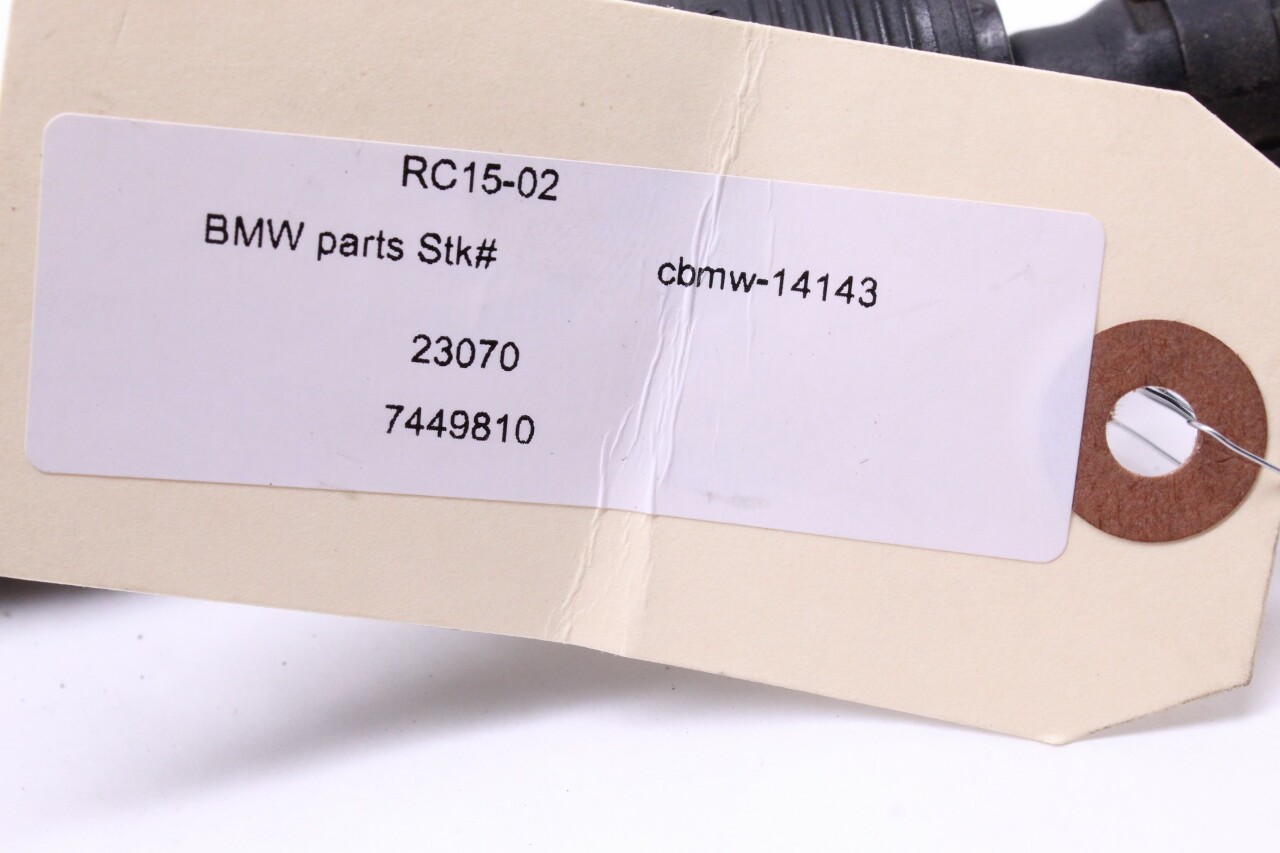 RC15-02
BMW parts Stk# cbmw-14143
23070
7449810